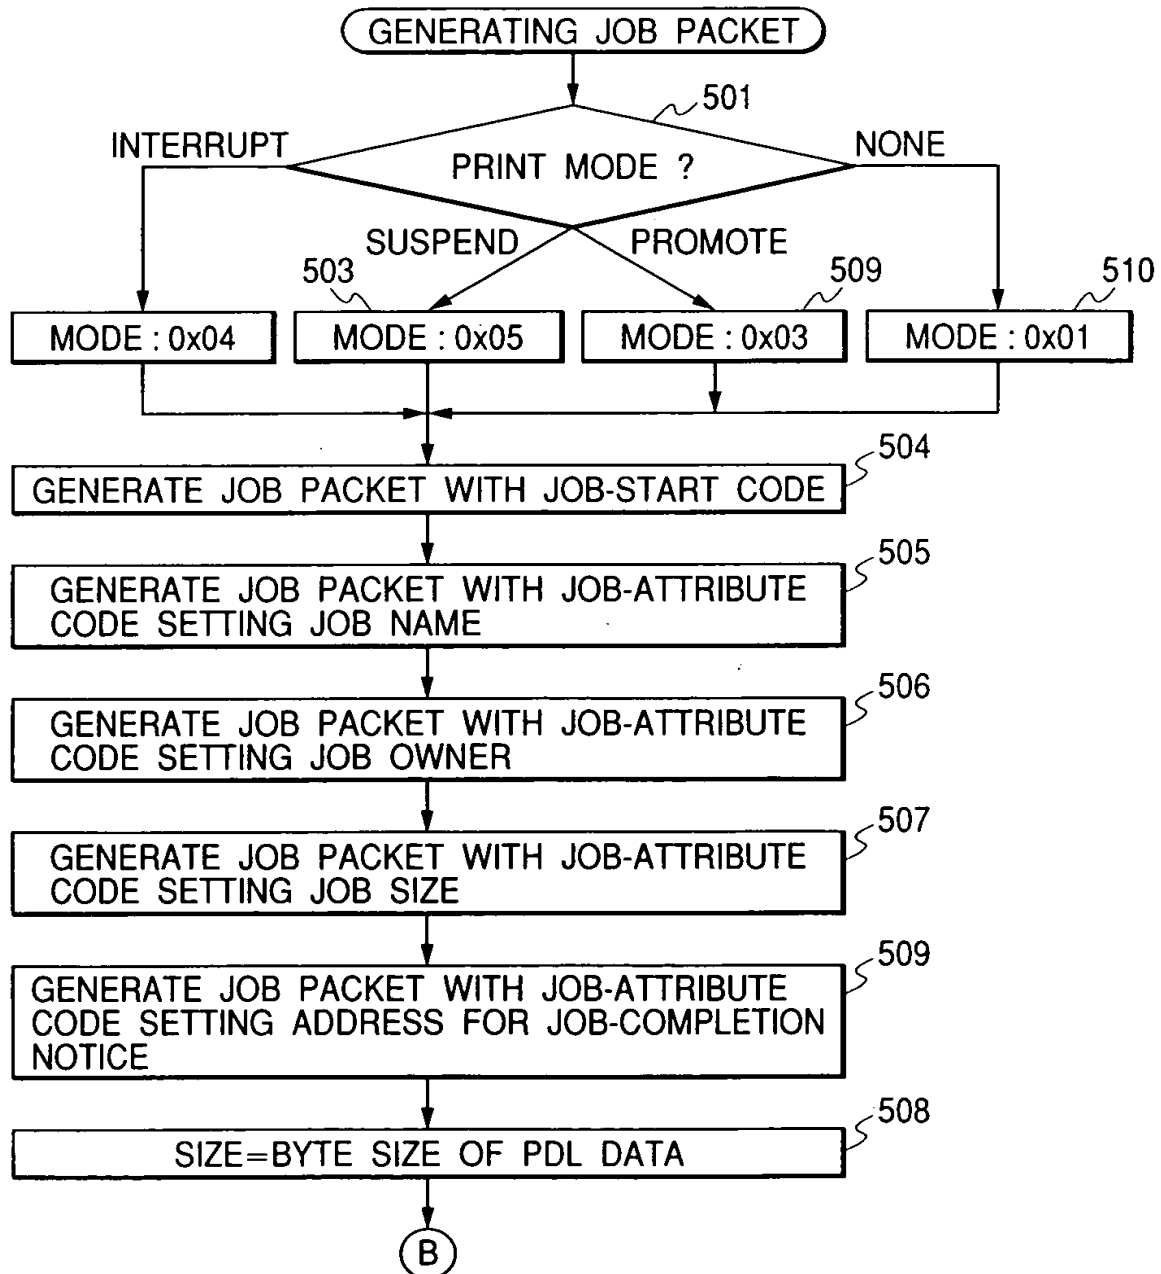 GENERATING JOB PACKET
501
INTERRUPT
NONE
PRINT MODE ?
SUSPEND
PROMOTE
503
509
510
MODE : 0x04
MODE : 0x05
MODE : 0x03
MODE : 0x01
504
GENERATE JOB PACKET WITH JOB-START CODE
505
GENERATE JOB PACKET WITH JOB-ATTRIBUTE
CODE SETTING JOB NAME
506
GENERATE JOB PACKET WITH JOB-ATTRIBUTE
CODE SETTING JOB OWNER
507
GENERATE JOB PACKET WITH JOB-ATTRIBUTE
CODE SETTING JOB SIZE
509
GENERATE JOB PACKET WITH JOB-ATTRIBUTE
CODE SETTING ADDRESS FOR JOB-COMPLETION
NOTICE
508
SIZE=BYTE SIZE OF PDL DATA
B